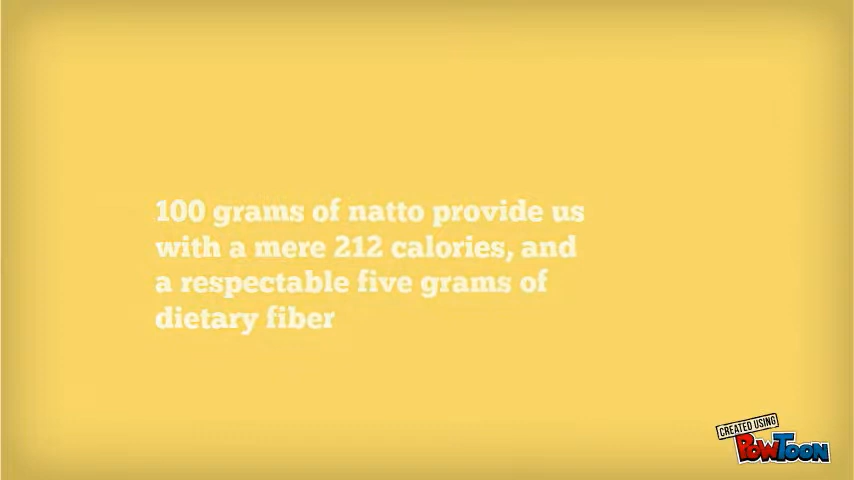 100 grams of natto provide us
with a mere 212 calories, and
a respectable five grams of
dietary fiber
CREATED USING
POWTOON